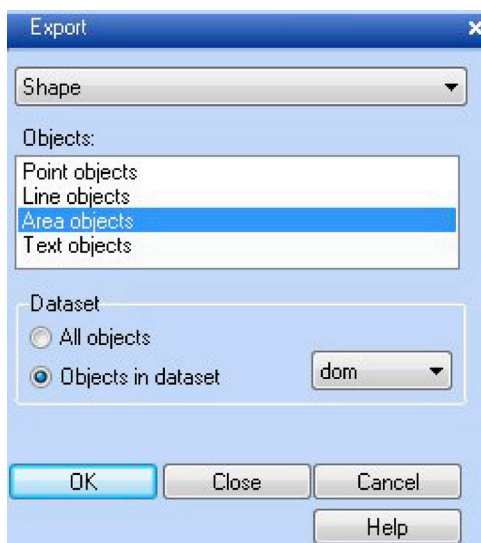 Export
Shape
Objects:
Point objects
Line objects
Area objects
Text objects
Dataset
All objects
Objects in dataset
dom
OK
Close
Cancel
Help